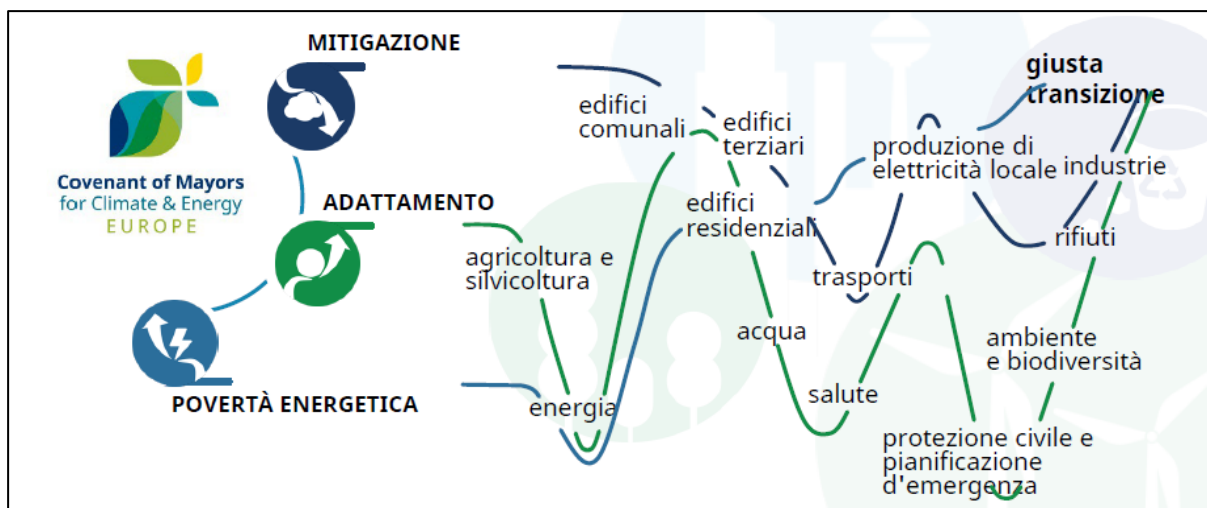 MITIGAZIONE
Covenant of Mayors
for Climate & Energy
EUROPE
ADATTAMENTO
POVERTÀ ENERGETICA
agricoltura e
silvicoltura
energia
edifici
comunali
edifici
terziari
edifici
residenziali
acqua
trasporti
salute
produzione di
elettricità locale
protezione civile e
pianificazione
d'emergenza
ambiente
e biodiversità
rifiuti
industrie
giusta
transizione